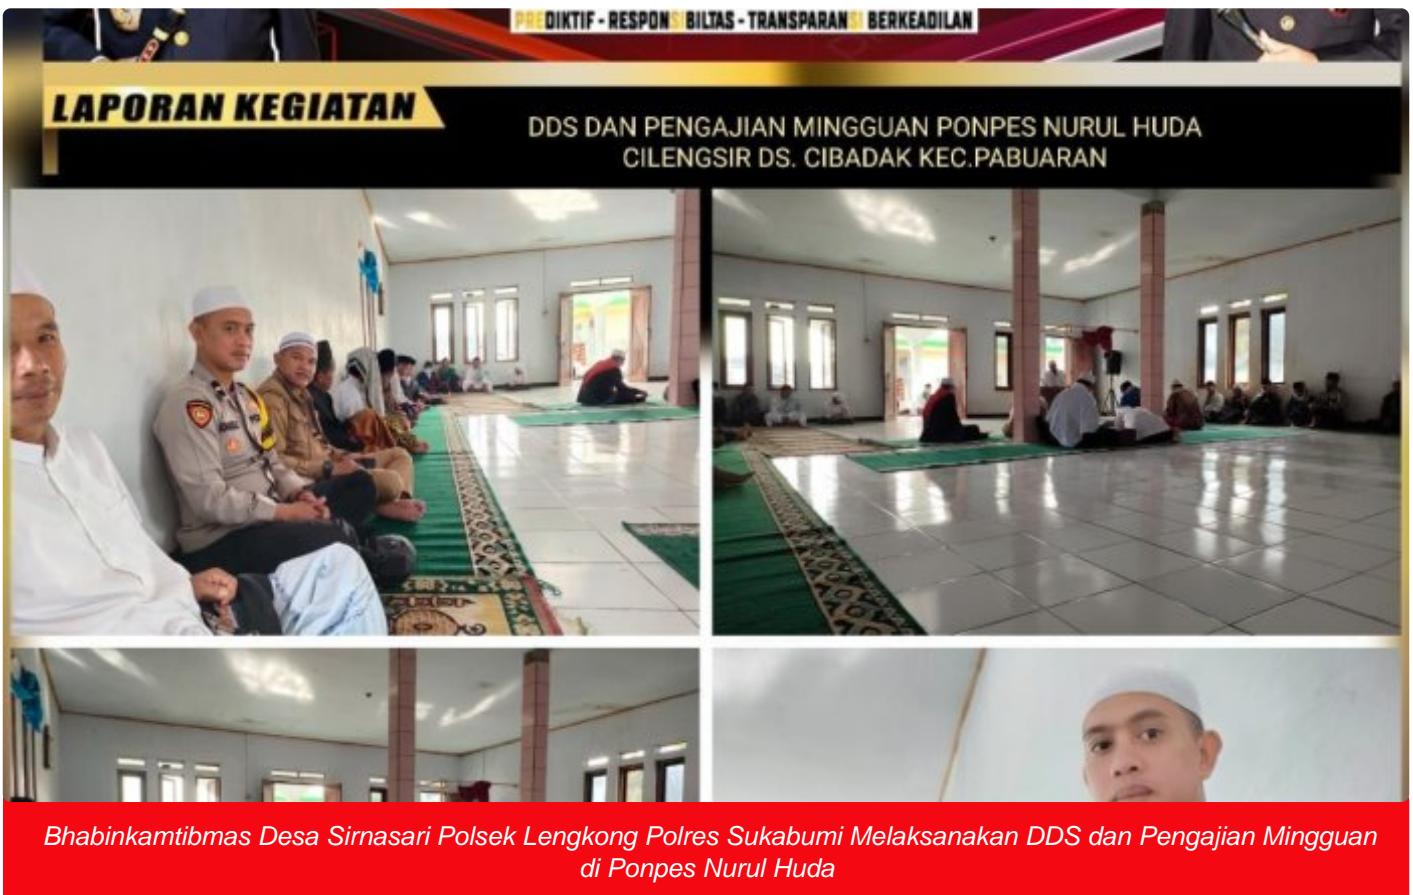 PREDIKTIF - RESPONSIBILTAS - TRANSPARANSI BERKEADILAN
LAPORAN KEGIATAN
DDS DAN PENGAJIAN MINGGUAN PONPES NURUL HUDA
CILENGSIR DS. CIBADAK KEC.PABUARAN
Bhabinkamtibmas Desa Sirnasari Polsek Lengkong Polres Sukabumi Melaksanakan DDS dan Pengajian Mingguan
di Ponpes Nurul Huda